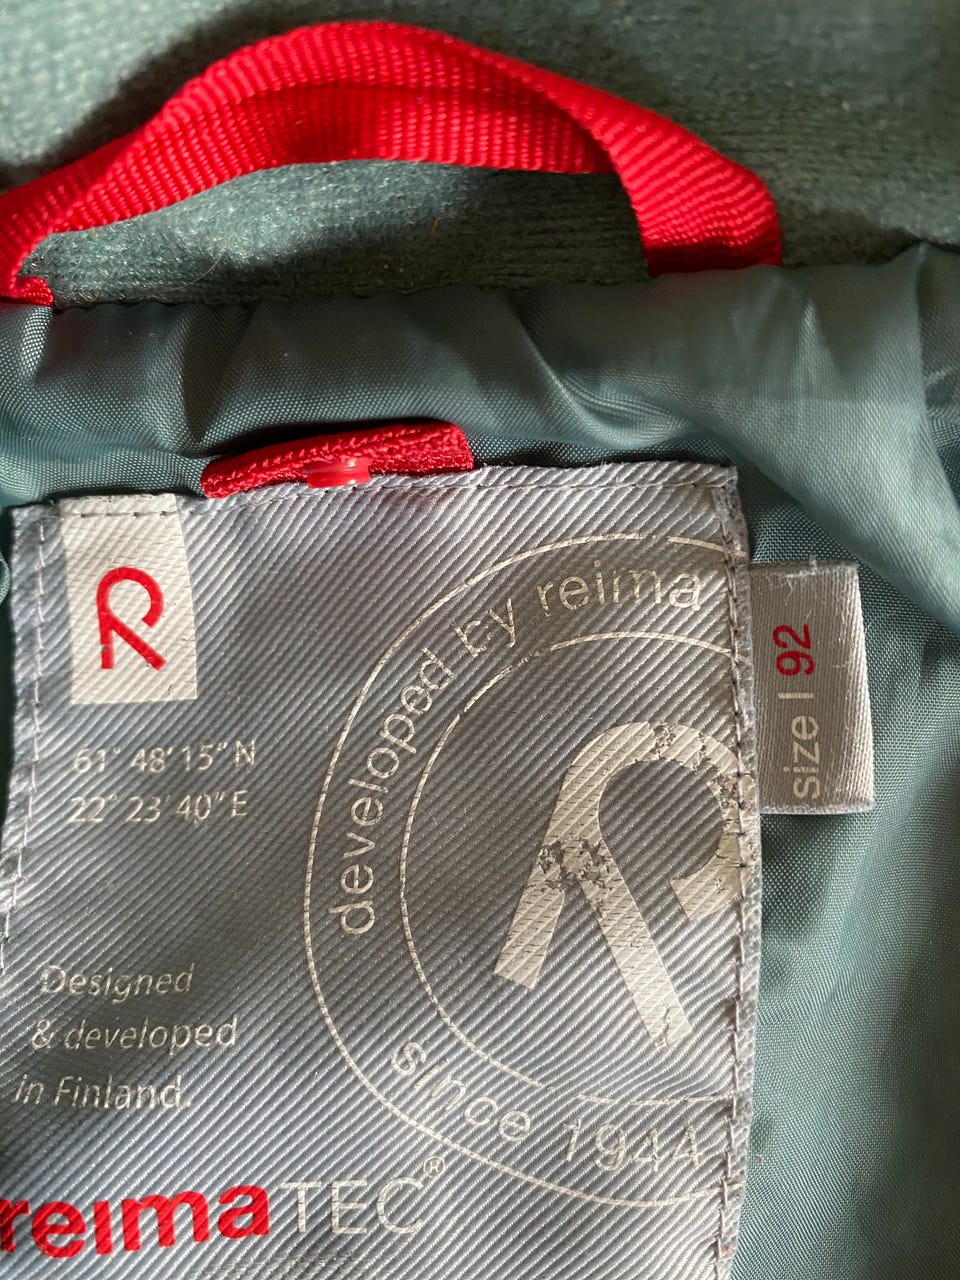 R
61° 48' 15" N
22° 23' 40" E
developed by reima
R
since 1944
size | 92
Designed
& developed
in Finland.
reimaTEC®